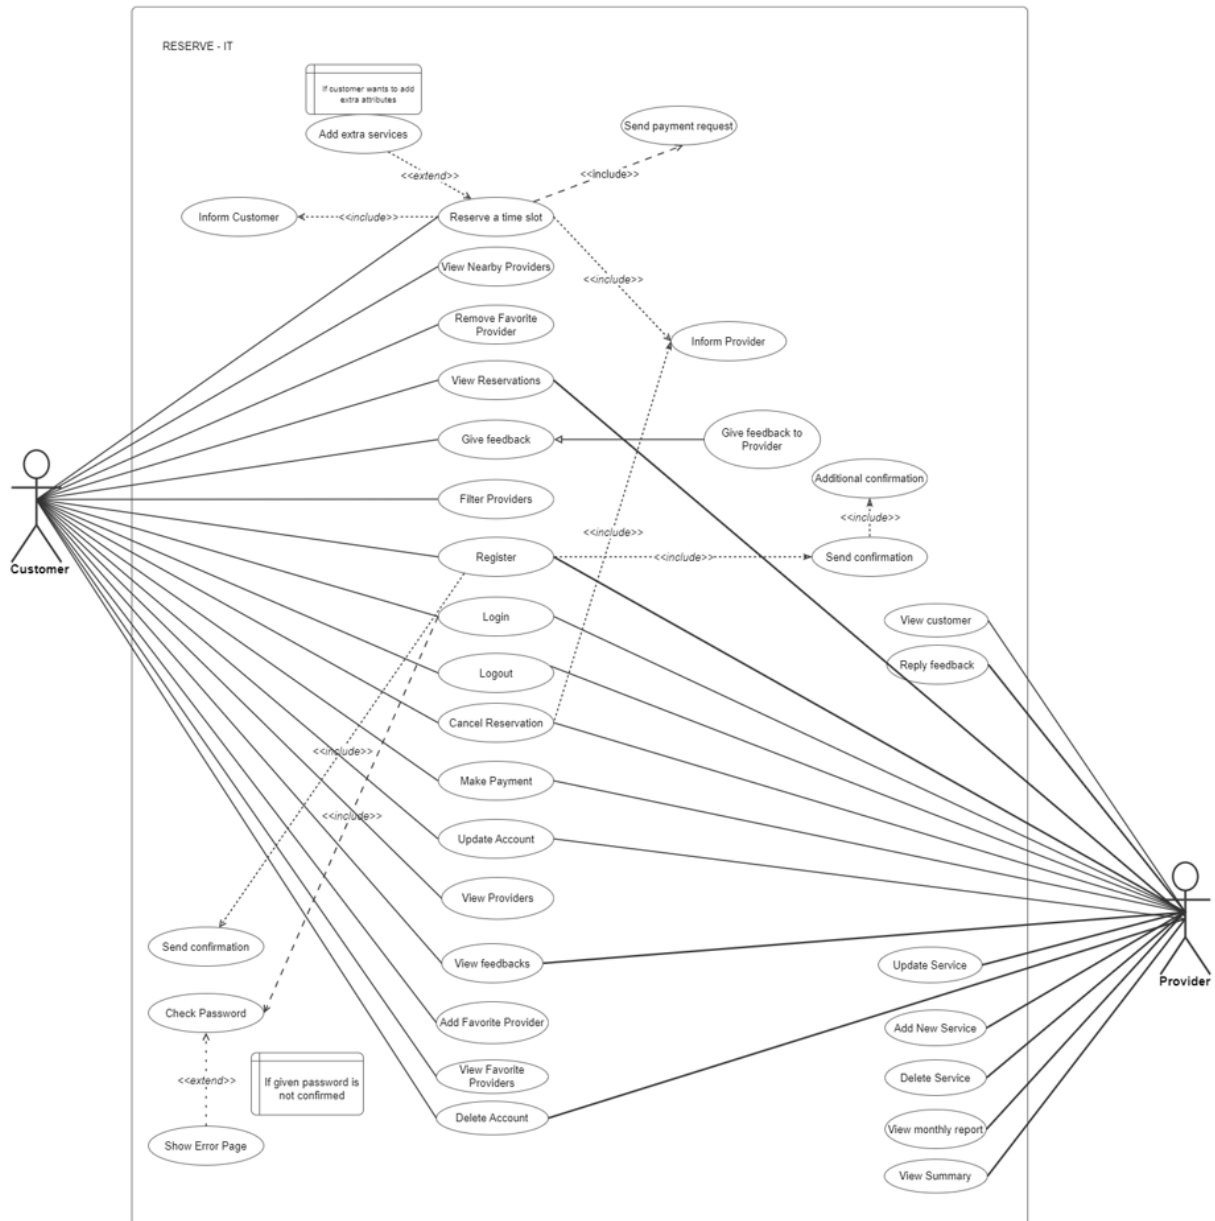 RESERVE - IT
If customer wants to add
extra attributes
Add extra services
Send payment request
<<extend>>
<<include>>
Inform Customer
<<include>>
Reserve a time slot
View Nearby Providers
<<include>>
Remove Favorite
Provider
Inform Provider
View Reservations
Give feedback
Give feedback to
Provider
Additional confirmation
Filter Providers
<<include>>
<<include>>
Register
<<include>>
Send confirmation
Customer
Login
View customer
Reply feedback
Logout
Cancel Reservation
<<include>>
Make Payment
<<include>>
Update Account
View Providers
Send confirmation
View feedbacks
Update Service
Provider
Check Password
Add Favorite Provider
Add New Service
<<extend>>
If given password is
not confirmed
View Favorite
Providers
Delete Service
Delete Account
View monthly report
Show Error Page
View Summary